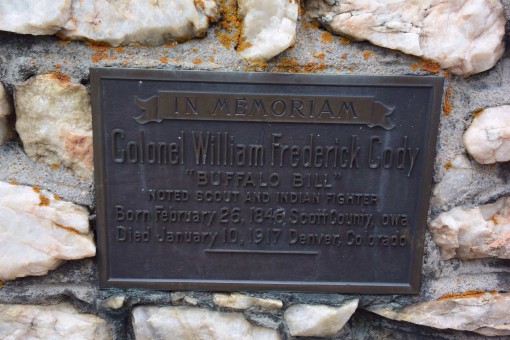 IN MEMORIAM
Colonel William Frederick Cody
"BUFFALO BILL"
NOTED SCOUT AND INDIAN FIGHTER
Born February 26, 1846, Scott County, Iowa
Died January 10, 1917 Denver, Colorado